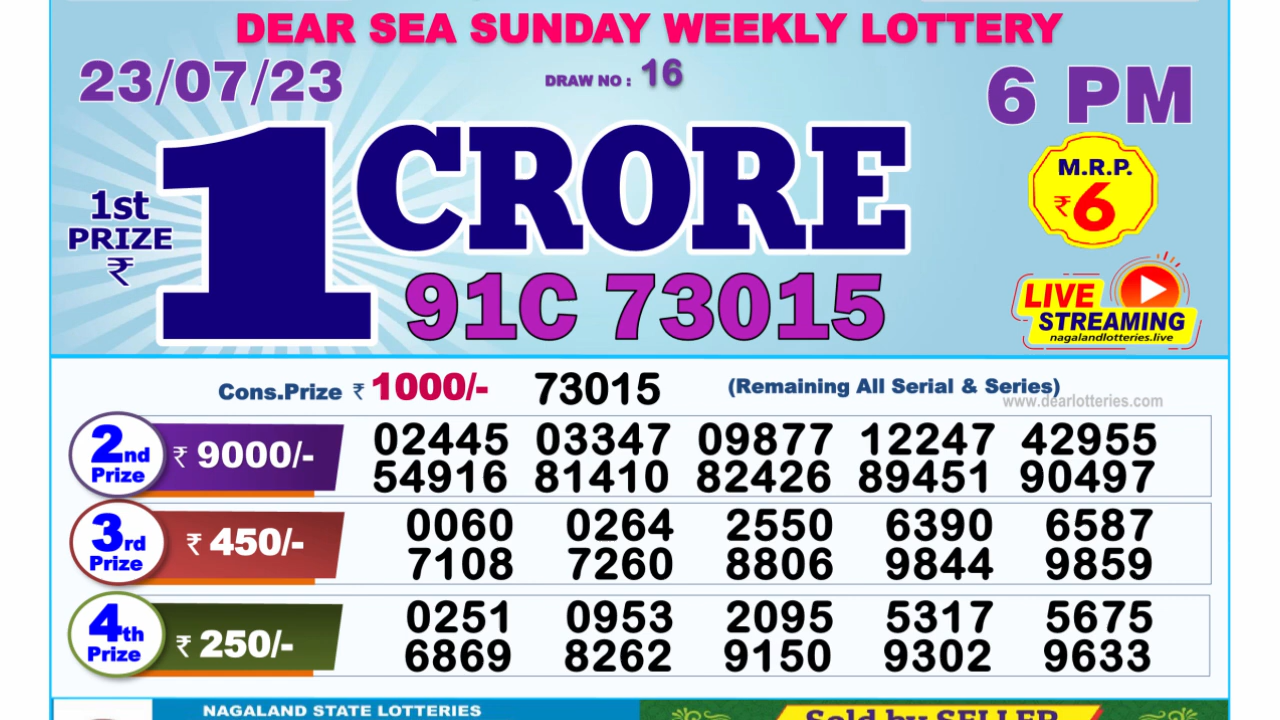 DEAR SEA SUNDAY WEEKLY LOTTERY
23/07/23
DRAW NO : 16
6 PM
1st
PRIZE
₹
1 CRORE
M.R.P.
₹6
91C 73015
LIVE
STREAMING
nagalandlotteries.live
Cons.Prize ₹ 1000/- 73015 (Remaining All Serial & Series)
www.dearlotteries.com
2nd
Prize
₹ 9000/-
02445 03347 09877 12247 42955
54916 81410 82426 89451 90497
3rd
Prize
₹ 450/-
0060 0264 2550 6390 6587
7108 7260 8806 9844 9859
4th
Prize
₹ 250/-
0251 0953 2095 5317 5675
6869 8262 9150 9302 9633
NAGALAND STATE LOTTERIES
Sold by SELLER